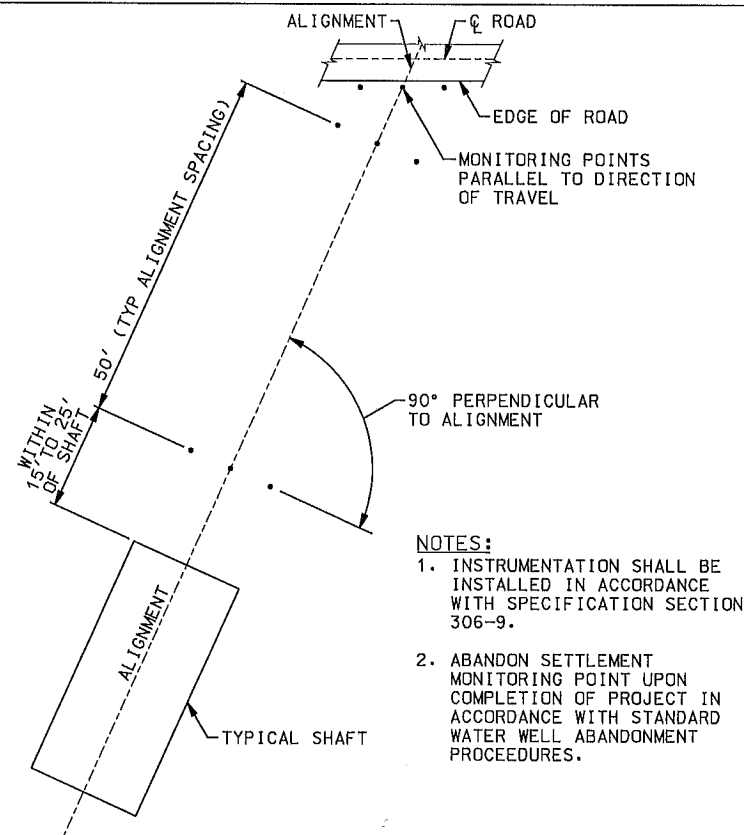 ALIGNMENT
℄ ROAD
EDGE OF ROAD
MONITORING POINTS
PARALLEL TO DIRECTION
OF TRAVEL
50' (TYP ALIGNMENT SPACING)
90° PERPENDICULAR
TO ALIGNMENT
WITHIN
15' TO 25'
OF SHAFT
ALIGNMENT
TYPICAL SHAFT
NOTES:
1. INSTRUMENTATION SHALL BE
INSTALLED IN ACCORDANCE
WITH SPECIFICATION SECTION
306-9.
2. ABANDON SETTLEMENT
MONITORING POINT UPON
COMPLETION OF PROJECT IN
ACCORDANCE WITH STANDARD
WATER WELL ABANDONMENT
PROCEEDURES.